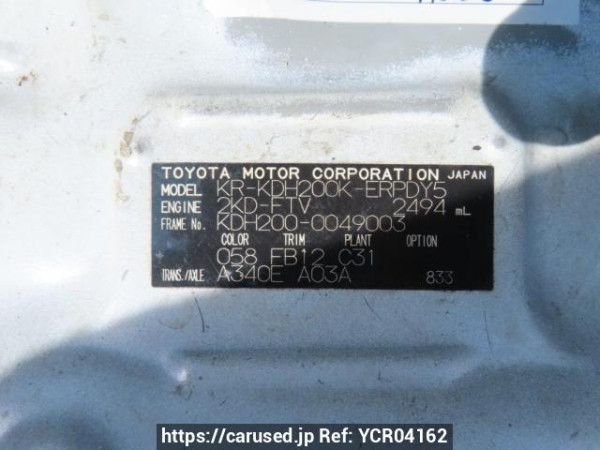 TOYOTA MOTOR CORPORATION JAPAN
MODEL KR-KDH200K-ERPDY5
ENGINE 2KD-FTV 2494 mL
FRAME No. KDH200-0049003
COLOR TRIM PLANT OPTION
058 FB12 C31
TRANS./AXLE A340E A03A 833
https://carused.jp Ref: YCR04162